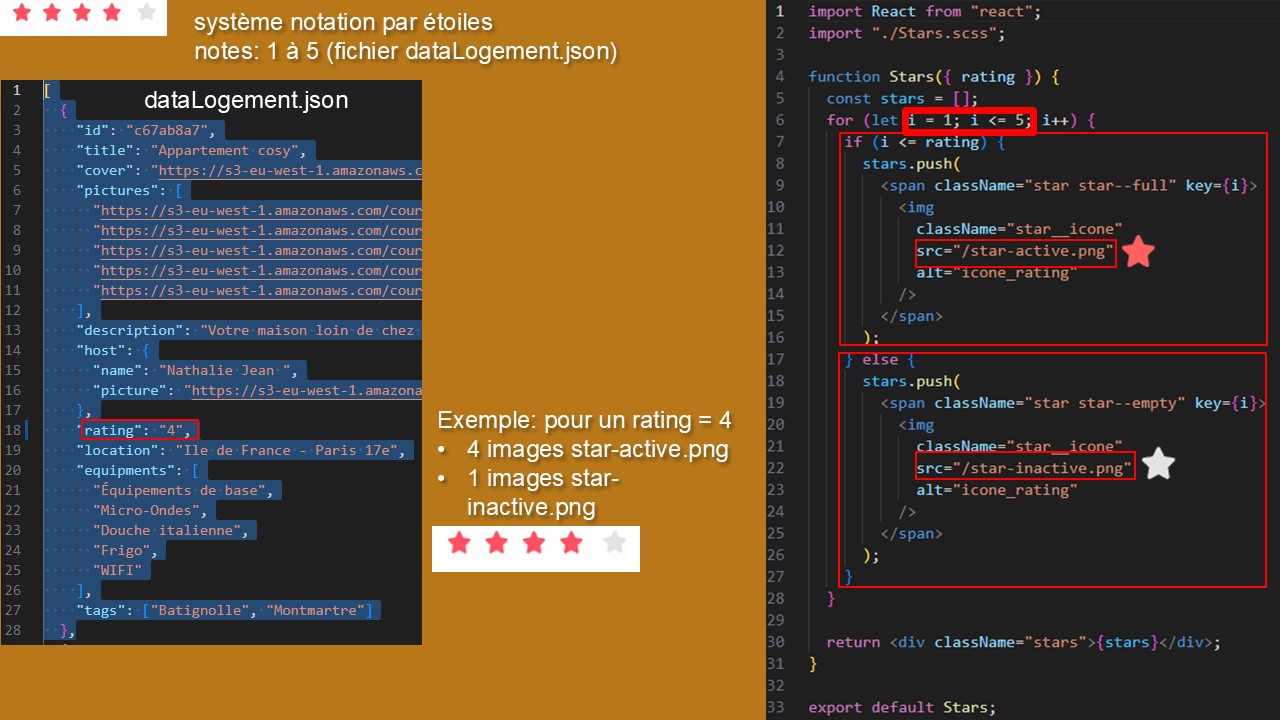 système notation par étoiles
notes: 1 à 5 (fichier dataLogement.json)
dataLogement.json
1 [
2 {
3 "id": "c67ab8a7",
4 "title": "Appartement cosy",
5 "cover": "https://s3-eu-west-1.amazonaws.c
6 "pictures": [
7 "https://s3-eu-west-1.amazonaws.com/cour
8 "https://s3-eu-west-1.amazonaws.com/cour
9 "https://s3-eu-west-1.amazonaws.com/cour
10 "https://s3-eu-west-1.amazonaws.com/cour
11 "https://s3-eu-west-1.amazonaws.com/cour
12 ],
13 "description": "Votre maison loin de chez
14 "host": {
15 "name": "Nathalie Jean ",
16 "picture": "https://s3-eu-west-1.amazona
17 },
18 "rating": "4",
19 "location": "Ile de France - Paris 17e",
20 "equipments": [
21 "Équipements de base",
22 "Micro-Ondes",
23 "Douche italienne",
24 "Frigo",
25 "WIFI"
26 ],
27 "tags": ["Batignolle", "Montmartre"]
28 },
Exemple: pour un rating = 4
• 4 images star-active.png
• 1 images star-
inactive.png
1 import React from "react";
2 import "./Stars.scss";
3
4 function Stars({ rating }) {
5 const stars = [];
6 for (let i = 1; i <= 5; i++) {
7 if (i <= rating) {
8 stars.push(
9 <span className="star star--full" key={i}>
10 <img
11 className="star__icone"
12 src="/star-active.png"
13 alt="icone_rating"
14 />
15 </span>
16 );
17 } else {
18 stars.push(
19 <span className="star star--empty" key={i}>
20 <img
21 className="star__icone"
22 src="/star-inactive.png"
23 alt="icone_rating"
24 />
25 </span>
26 );
27 }
28 }
29
30 return <div className="stars">{stars}</div>;
31 }
32
33 export default Stars;